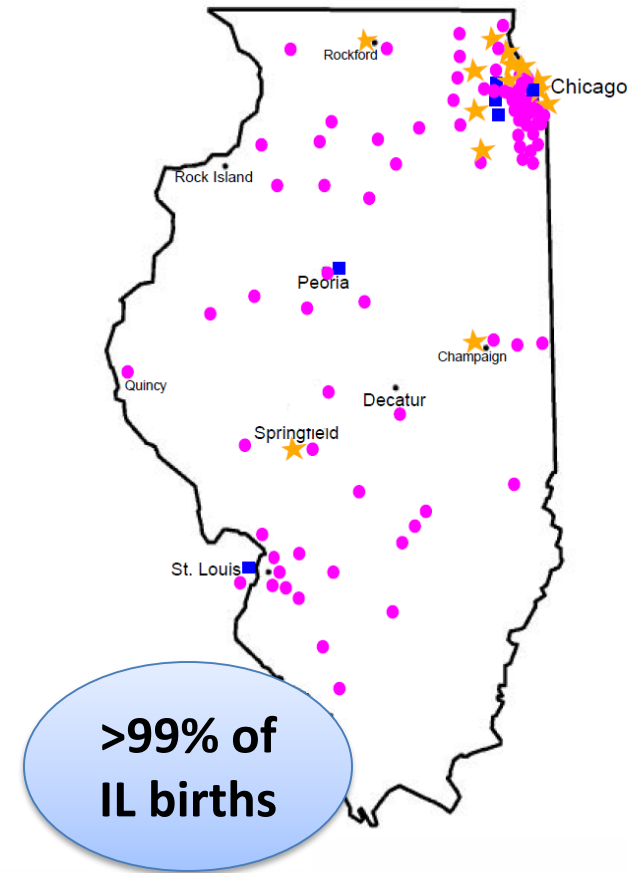 Rockford
Chicago
Rock Island
Peoria
Champaign
Quincy
Decatur
Springfield
St. Louis
>99% of
IL births